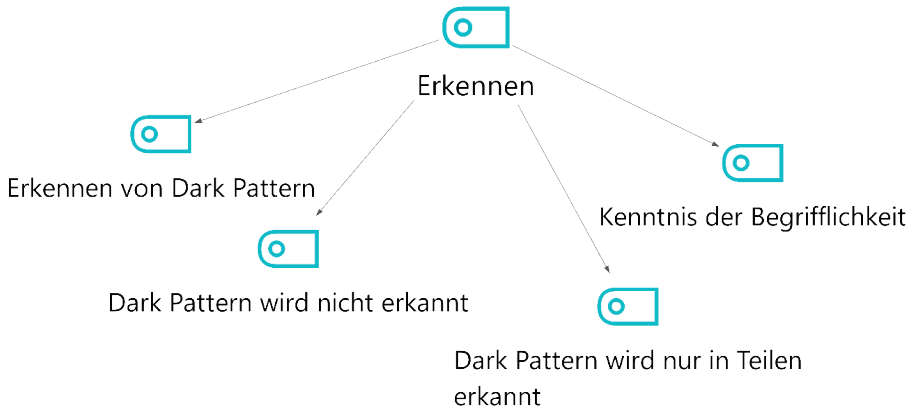 Erkennen
Erkennen von Dark Pattern
Kenntnis der Begrifflichkeit
Dark Pattern wird nicht erkannt
Dark Pattern wird nur in Teilen
erkannt